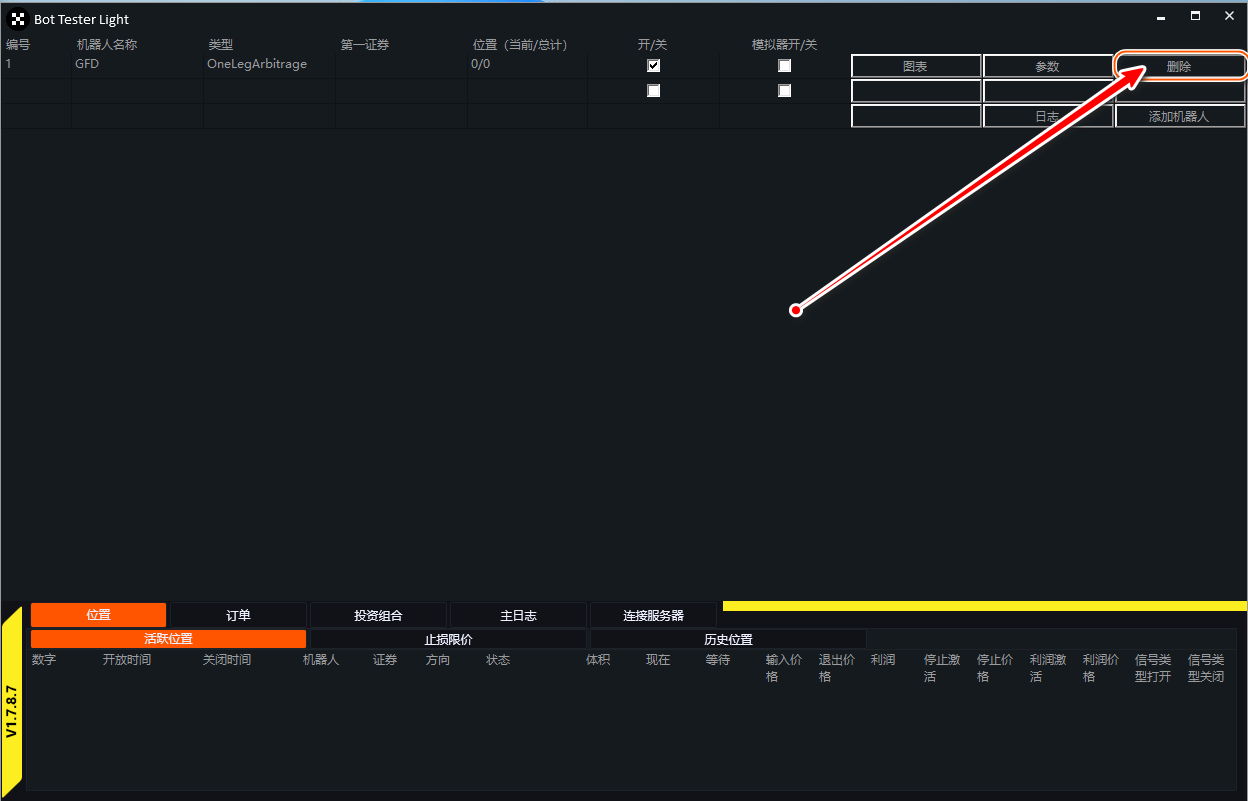 Bot Tester Light
编号 机器人名称 类型 第一证券 位置（当前/总计） 开/关 模拟器开/关
1 GFD OneLegArbitrage 0/0 图表 参数 删除
日志 添加机器人
位置 订单 投资组合 主日志 连接服务器
活跃位置 止损限价 历史位置
数字 开放时间 关闭时间 机器人 证券 方向 状态 体积 现在 等待 输入价格 退出价格 利润 停止激活 停止价格 利润激活 利润价格 信号类型打开 信号类型关闭
V1.7.8.7